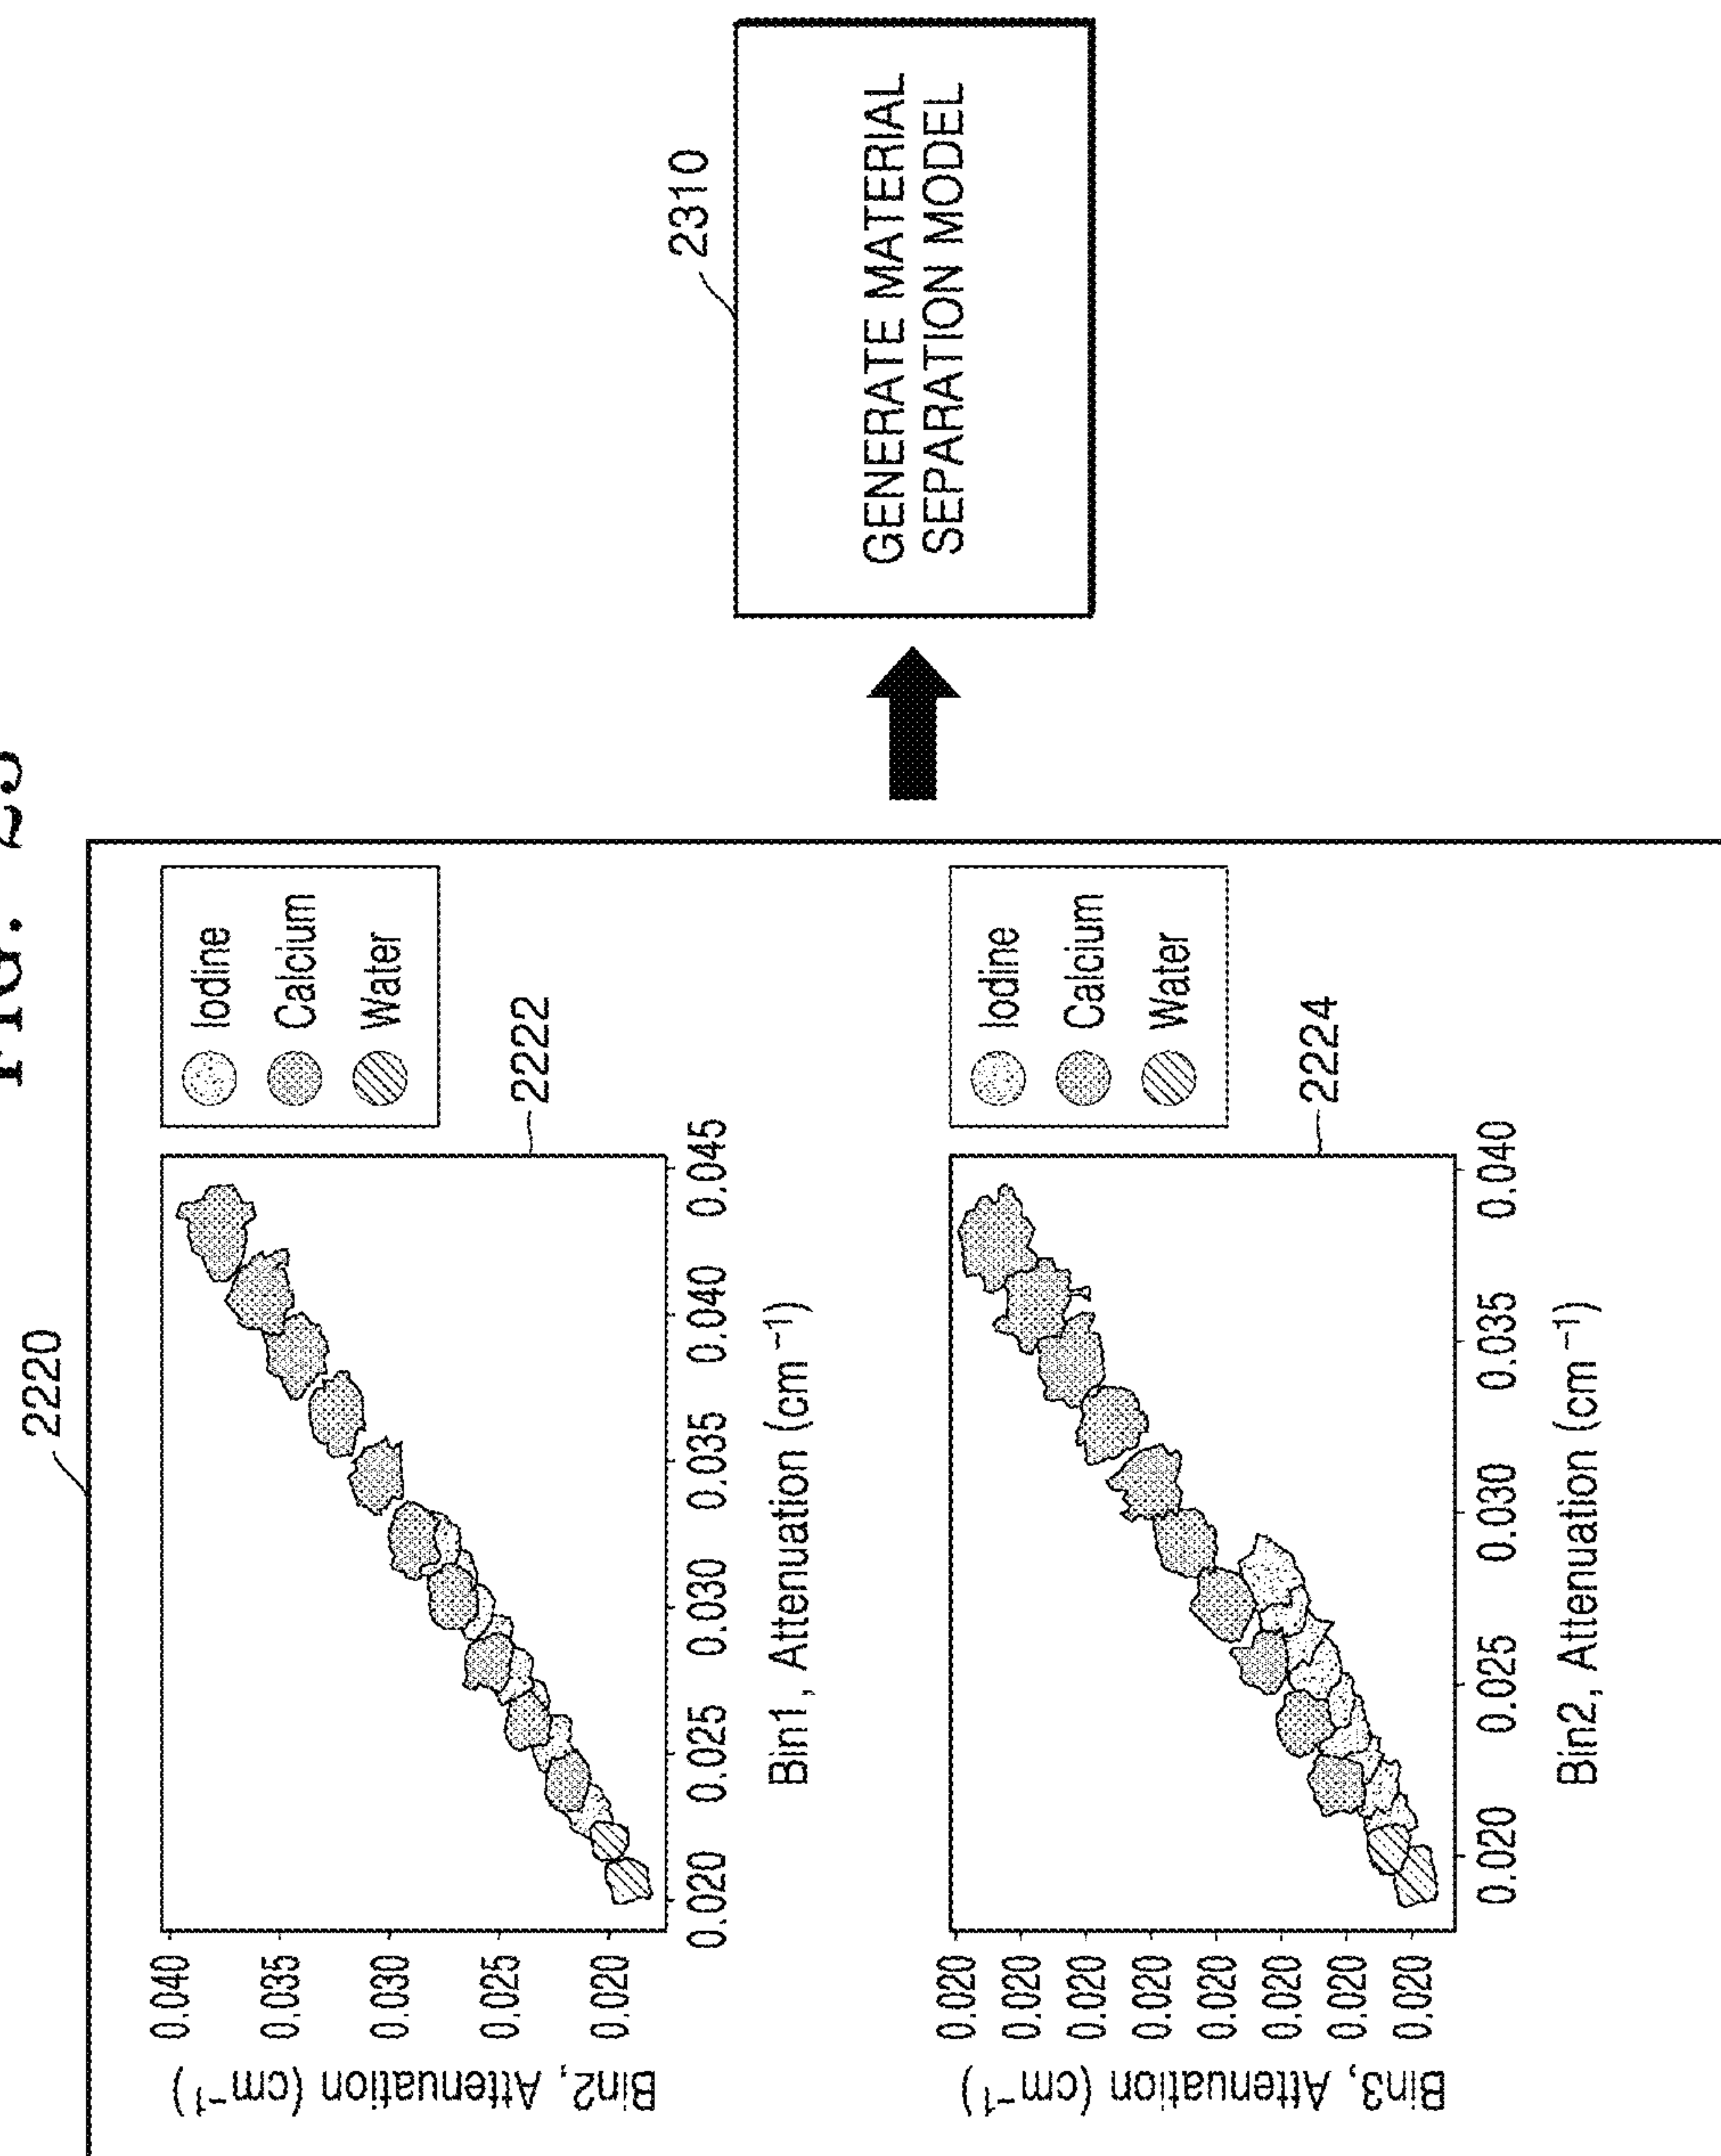 2220
Bin2, Attenuation (cm⁻¹)
0.040
0.035
0.030
0.025
0.020
0.020
0.025
0.030
0.035
0.040
0.045
Bin1, Attenuation (cm⁻¹)
2222
Iodine
Calcium
Water
Bin3, Attenuation (cm⁻¹)
0.020
0.020
0.020
0.020
0.020
0.020
0.020
0.020
0.020
0.025
0.030
0.035
0.040
Bin2, Attenuation (cm⁻¹)
2224
Iodine
Calcium
Water
2310
GENERATE MATERIAL
SEPARATION MODEL